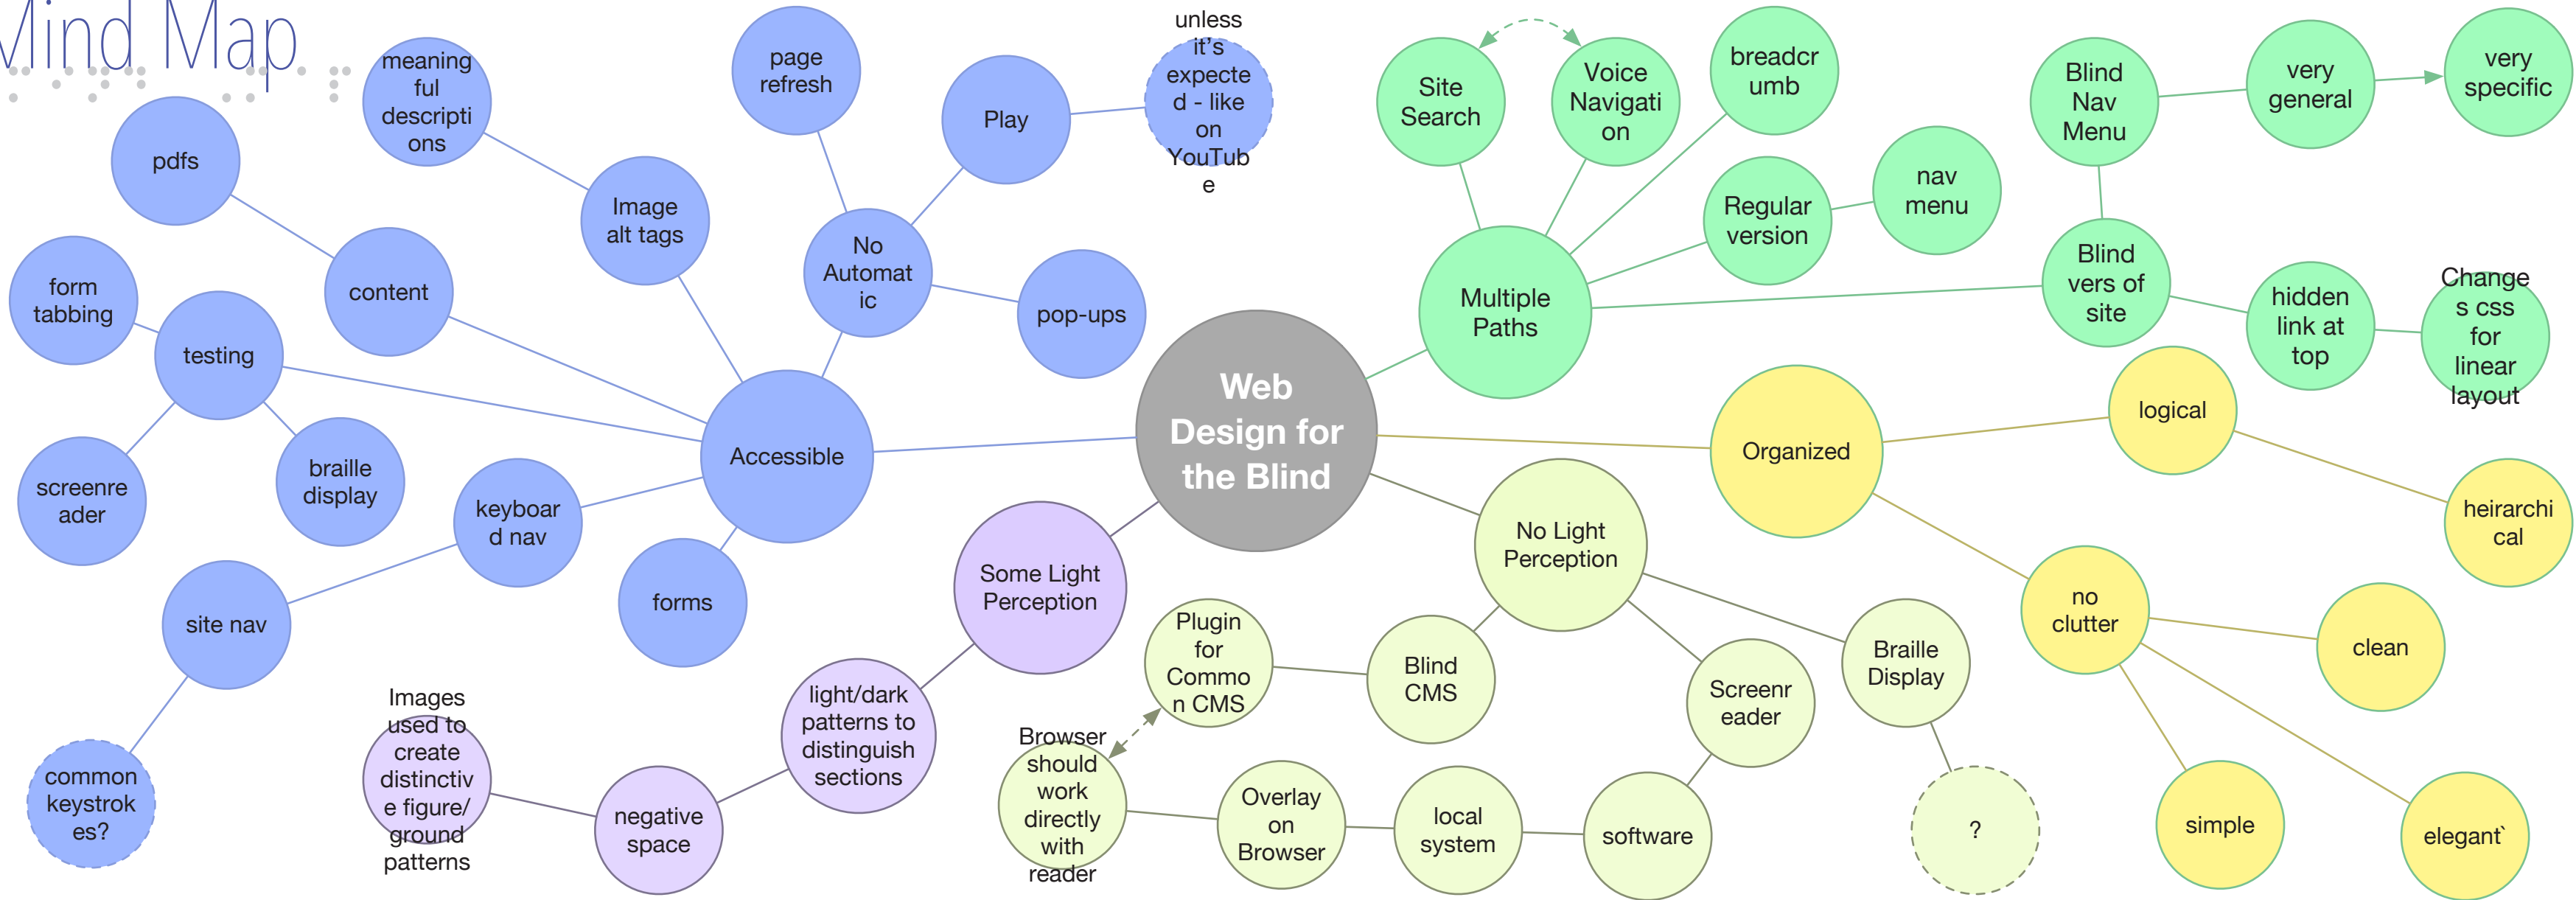 Mind Map
meaning
ful
descripti
ons
pdfs
Image
alt tags
content
form
tabbing
testing
screenre
ader
braille
display
keyboar
d nav
site nav
common
keystrok
es?
forms
Accessible
page
refresh
Play
unless
it's
expecte
d - like
on
YouTub
e
No
Automat
ic
pop-ups
Web
Design for
the Blind
Site
Search
Voice
Navigati
on
breadcr
umb
Regular
version
nav
menu
Multiple
Paths
Blind
Nav
Menu
very
general
very
specific
Blind
vers of
site
hidden
link at
top
Change
s css
for
linear
layout
Organized
logical
heirarchi
cal
no
clutter
clean
simple
elegant`
Some Light
Perception
light/dark
patterns to
distinguish
sections
negative
space
Images
used to
create
distinctiv
e figure/
ground
patterns
No Light
Perception
Blind
CMS
Plugin
for
Commo
n CMS
Browser
should
work
directly
with
reader
Overlay
on
Browser
local
system
software
Screenr
eader
Braille
Display
?